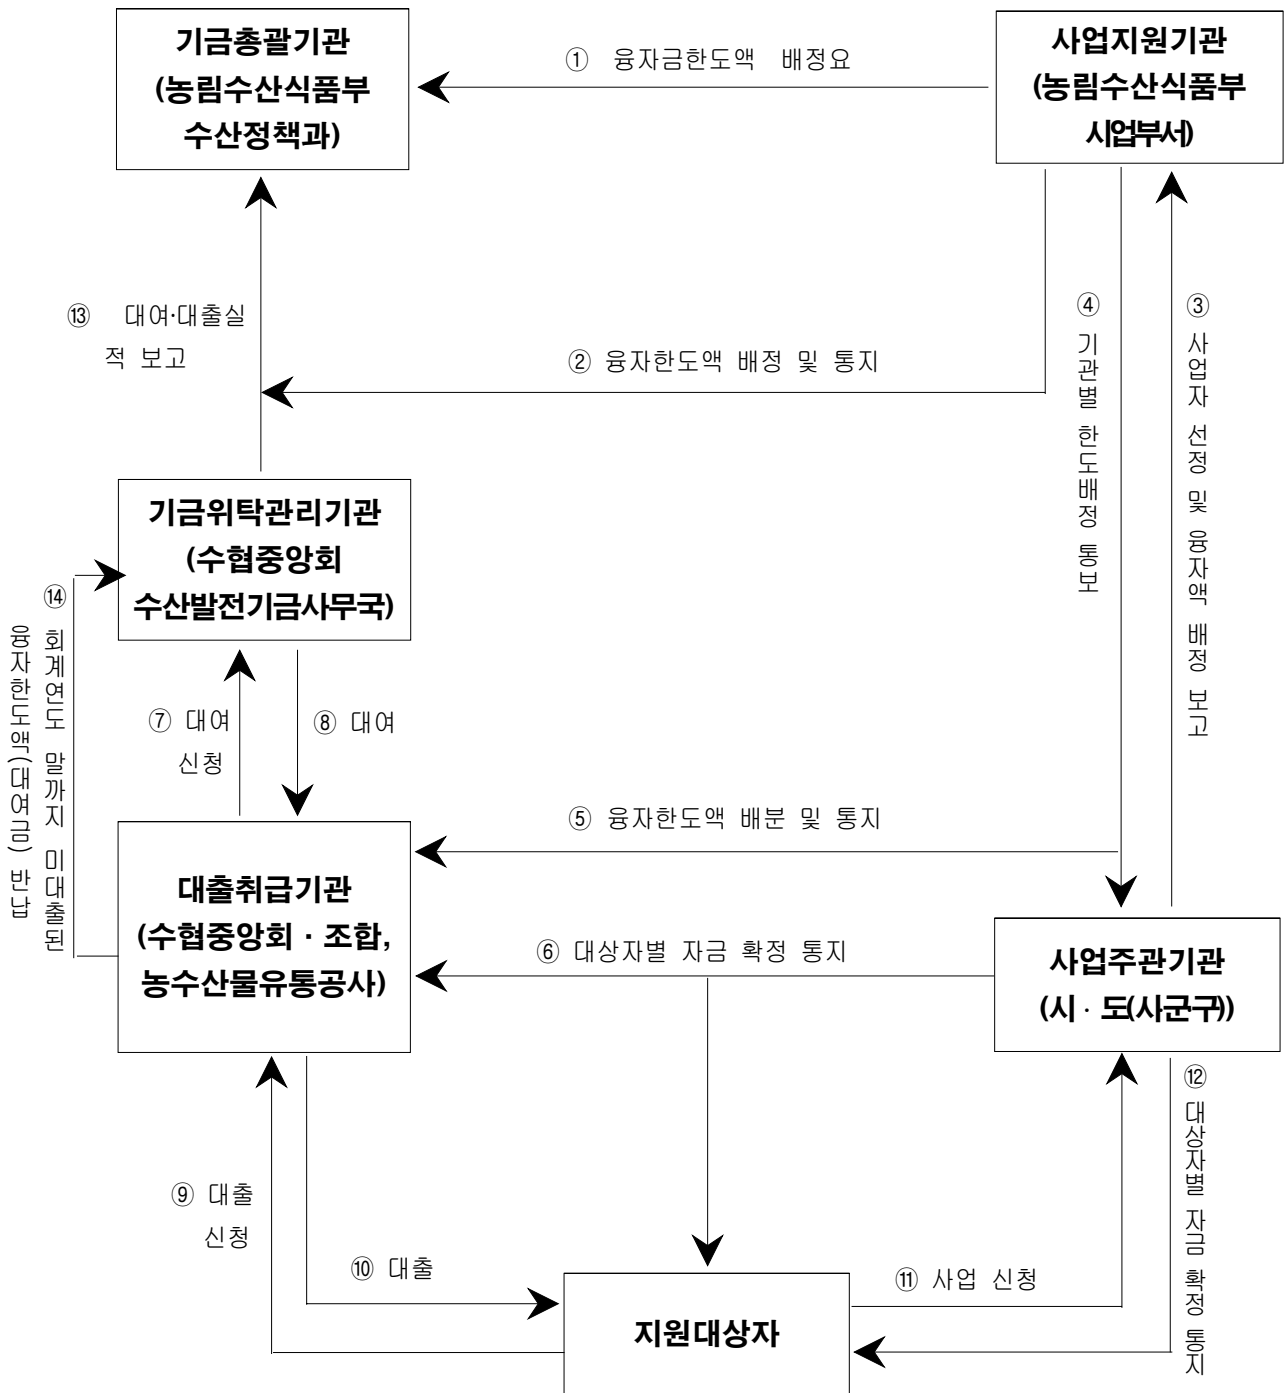 기금총괄기관
(농림수산식품부
수산정책과)
① 융자금한도액 배정요
사업지원기관
(농림수산식품부
시업부서)
⑬ 대여·대출실
적 보고
② 융자한도액 배정 및 통지
④ 기관별 한도배정 통보
③ 사업자 선정 및 융자액 배정 보고
기금위탁관리기관
(수협중앙회
수산발전기금사무국)
⑭ 회계연도 말까지 미대출된
융자한도액(대여금) 반납
⑦ 대여
신청
⑧ 대여
⑤ 융자한도액 배분 및 통지
대출취급기관
(수협중앙회 · 조합,
농수산물유통공사)
⑥ 대상자별 자금 확정 통지
사업주관기관
(시 · 도(사군구))
⑨ 대출
신청
⑩ 대출
⑪ 사업 신청
⑫ 대상자별 자금 확정 통지
지원대상자